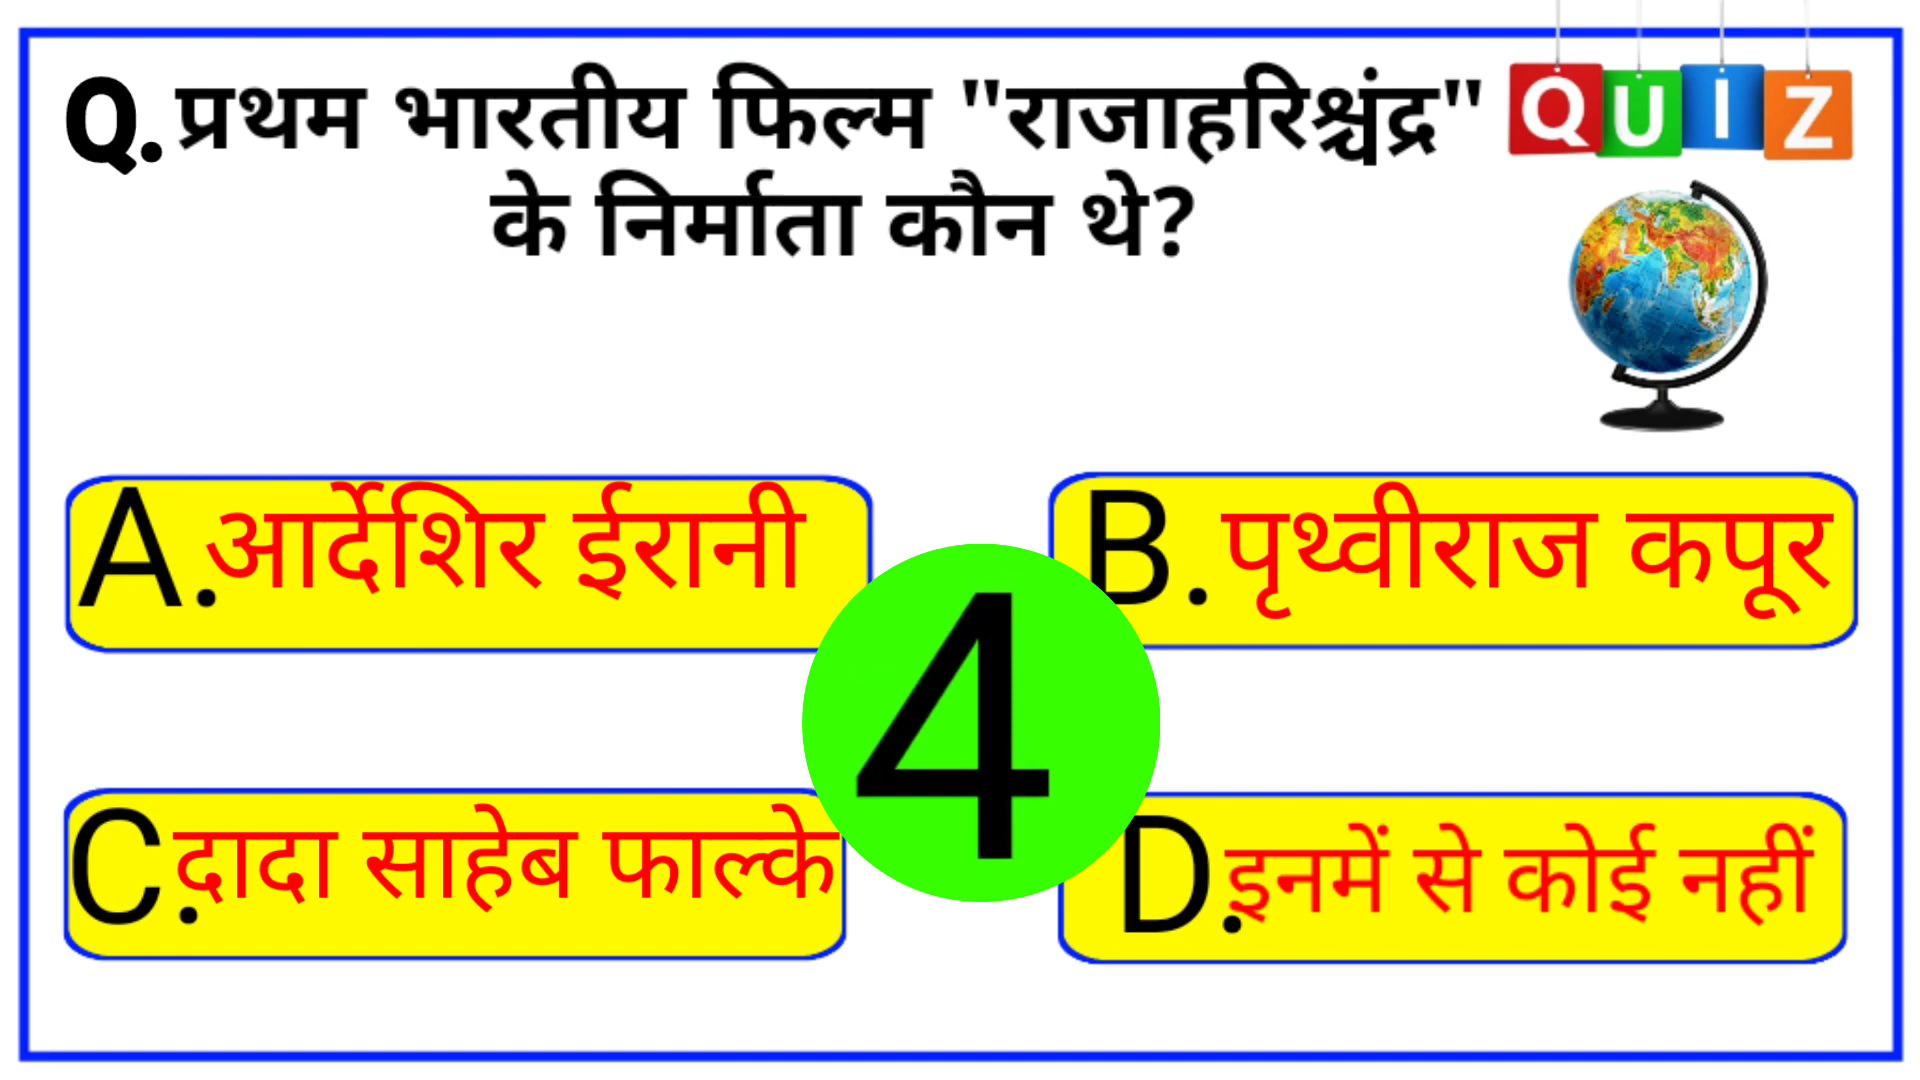 Q. प्रथम भारतीय फिल्म "राजाहरिश्चंद्र"
के निर्माता कौन थे?
QUIZ
A. आर्देशिर ईरानी
B. पृथ्वीराज कपूर
4
C. दादा साहेब फाल्के
D. इनमें से कोई नहीं